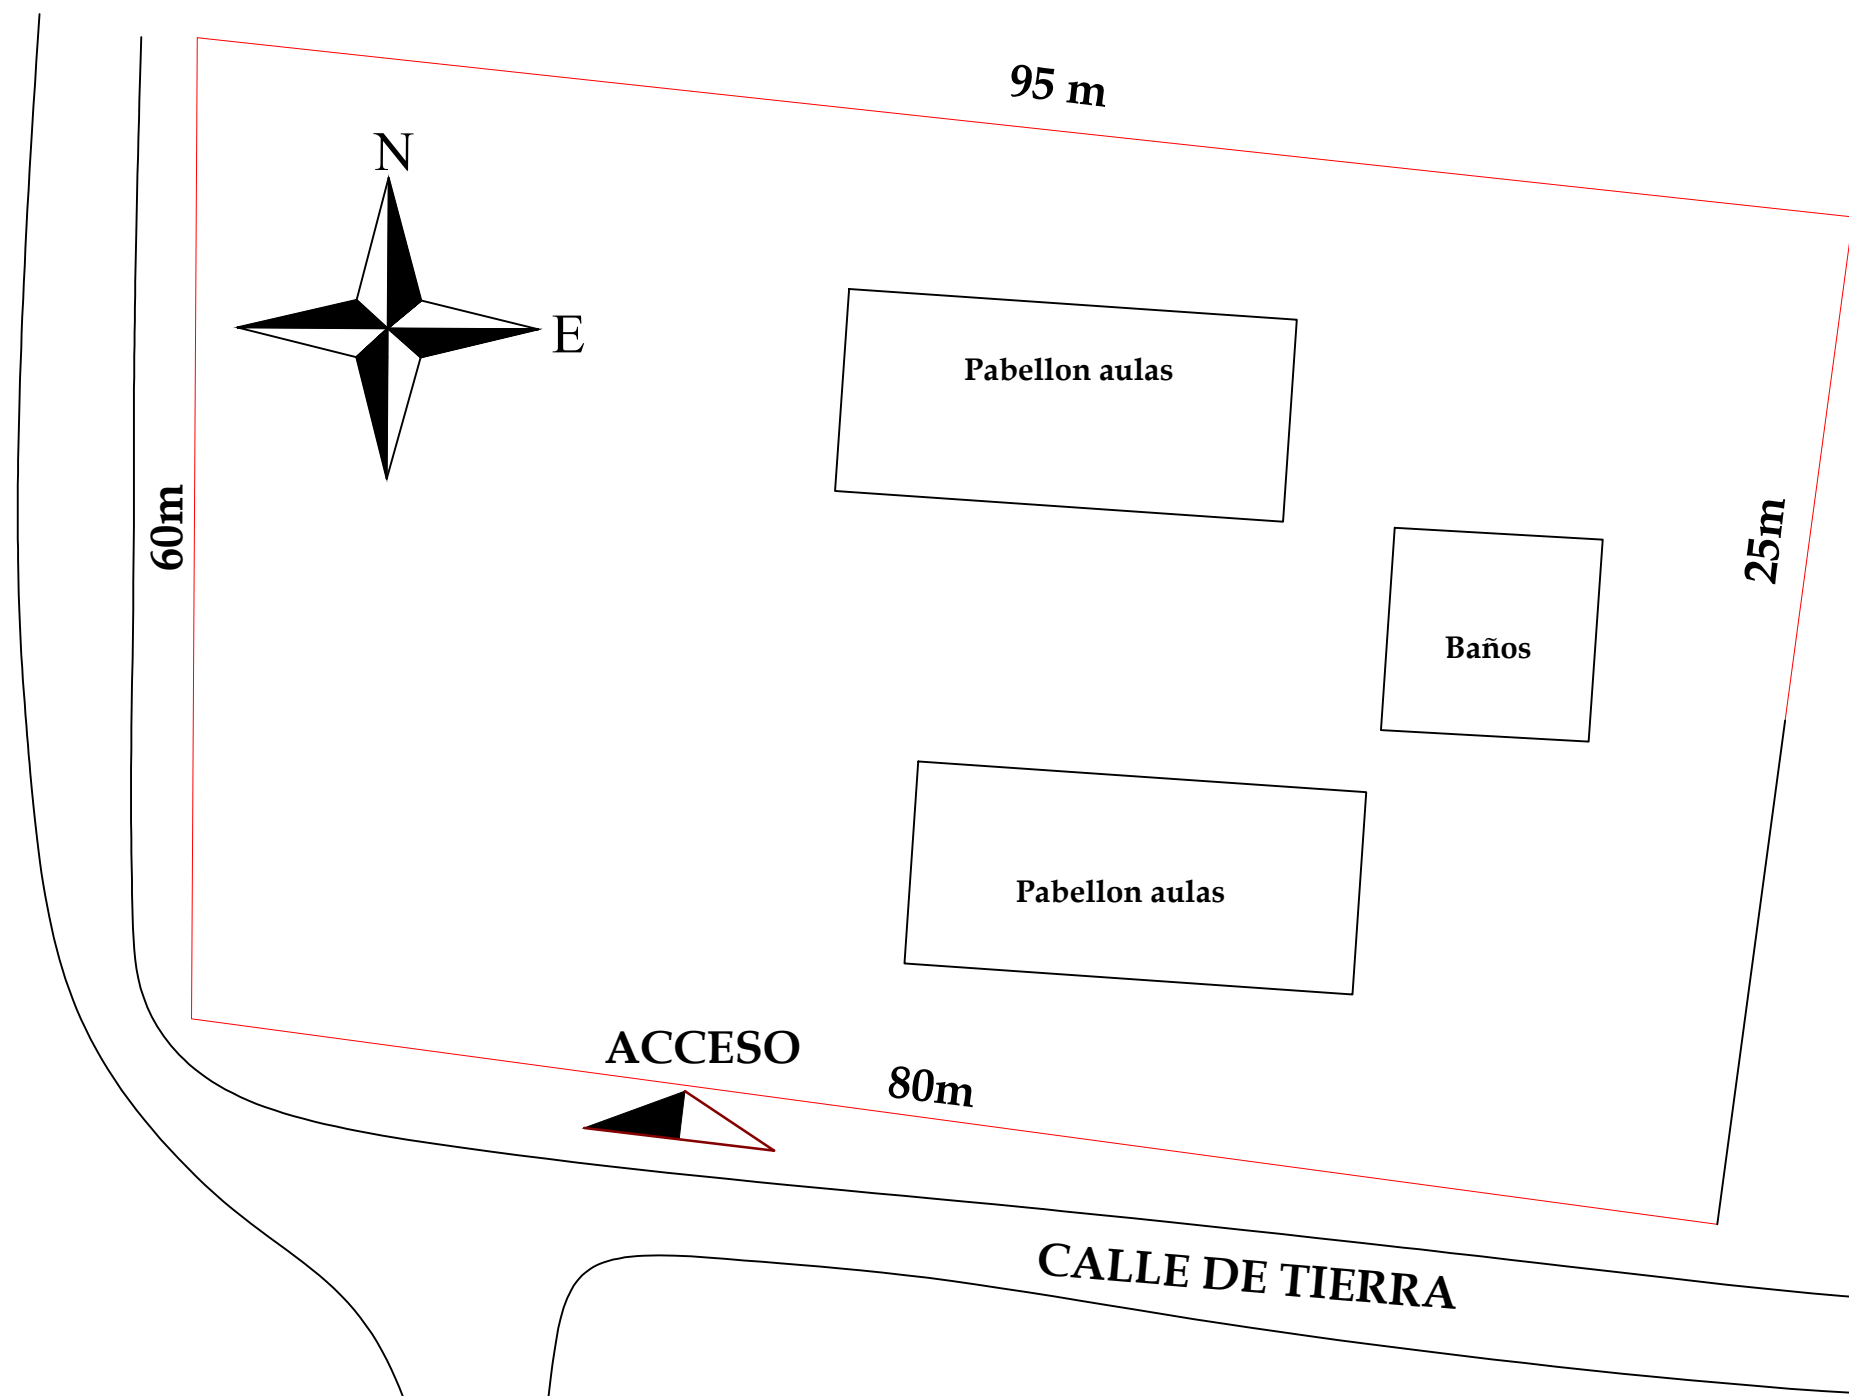 95 m
N
E
Pabellon aulas
60m
25m
Baños
Pabellon aulas
ACCESO
80m
CALLE DE TIERRA